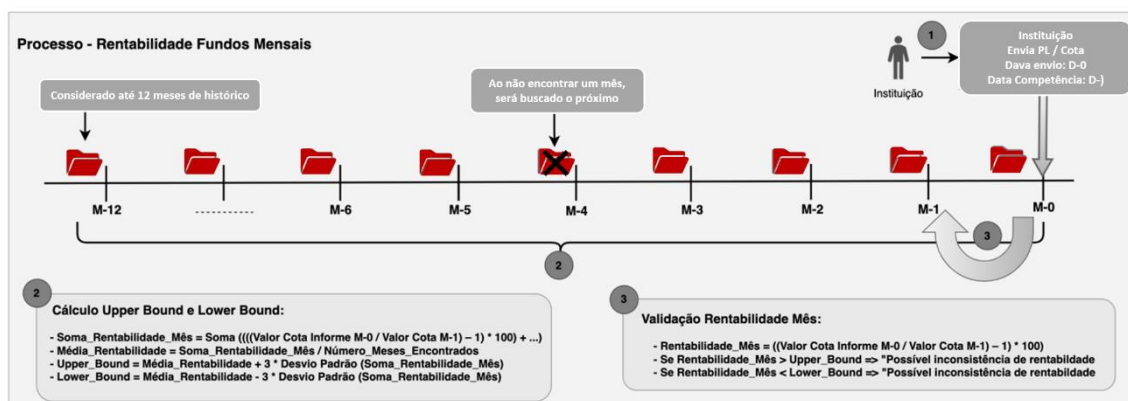 Processo - Rentabilidade Fundos Mensais
1
Instituição
Envia PL / Cota
Dava envio: D-0
Data Competência: D-)
Instituição
Considerado até 12 meses de histórico
Ao não encontrar um mês,
será buscado o próximo
M-12
------------
M-6
M-5
M-4
M-3
M-2
M-1
M-0
2
3
2
Cálculo Upper Bound e Lower Bound:
- Soma_Rentabilidade_Mês = Soma ((((Valor Cota Informe M-0 / Valor Cota M-1) – 1) * 100) + ...)
- Média_Rentabilidade = Soma_Rentabilidade_Mês / Número_Meses_Encontrados
- Upper_Bound = Média_Rentabilidade + 3 * Desvio Padrão (Soma_Rentabilidade_Mês)
- Lower_Bound = Média_Rentabilidade - 3 * Desvio Padrão (Soma_Rentabilidade_Mês)
3
Validação Rentabilidade Mês:
- Rentabilidade_Mês = ((Valor Cota Informe M-0 / Valor Cota M-1) – 1) * 100)
- Se Rentabilidade_Mês > Upper_Bound => "Possível inconsistência de rentabildade
- Se Rentabilidade_Mês < Lower_Bound => "Possível inconsistência de rentabildade